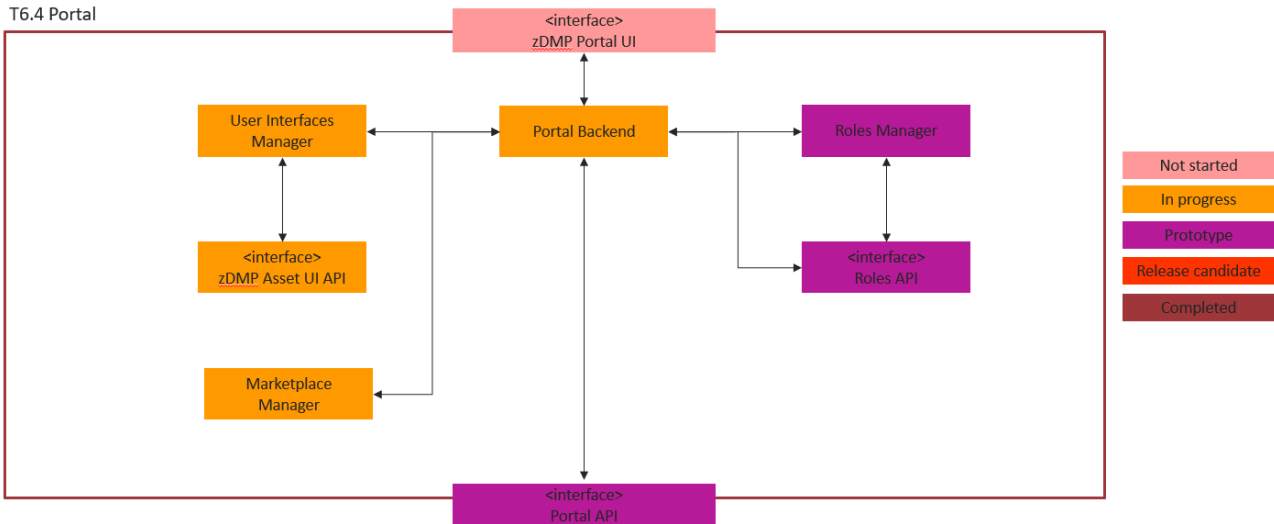 T6.4 Portal
<interface>
zDMP Portal UI
User Interfaces
Manager
Portal Backend
Roles Manager
<interface>
zDMP Asset UI API
<interface>
Roles API
Marketplace
Manager
<interface>
Portal API
Not started
In progress
Prototype
Release candidate
Completed